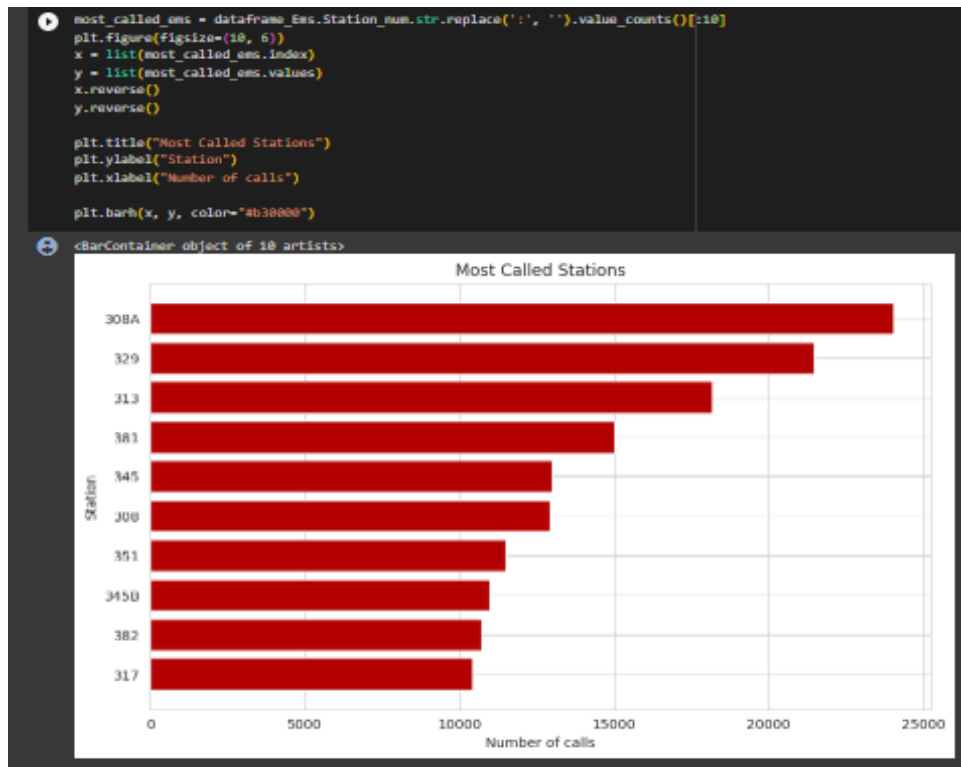 most_called_ems = dataframe_Ems.Station_num.str.replace(':', '').value_counts()[:10]
plt.figure(figsize=(10, 6))
x = list(most_called_ems.index)
y = list(most_called_ems.values)
x.reverse()
y.reverse()
plt.title("Most Called Stations")
plt.ylabel("Station")
plt.xlabel("Number of calls")
plt.barh(x, y, color="#b30000")
<BarContainer object of 10 artists>
Most Called Stations
308A
329
313
381
345
308
351
345B
382
317
Station
0 5000 10000 15000 20000 25000
Number of calls